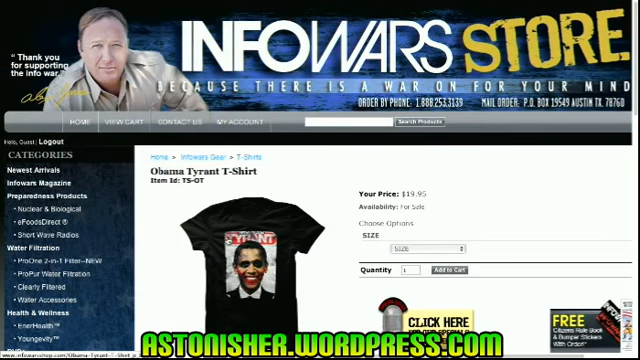 INFOWARS STORE
" Thank you
for supporting
the info war."
BECAUSE THERE IS A WAR ON FOR YOUR MIND
ORDER BY PHONE: 1.888.253.3139 MAIL ORDER: P.O. BOX 19549 AUSTIN TX. 78760
HOME VIEW CART CONTACT US MY ACCOUNT Search Products
Hello, Guest | Logout
CATEGORIES
Newest Arrivals
Infowars Magazine
Preparedness Products
• Nuclear & Biological
• eFoodsDirect ®
• Short Wave Radios
Water Filtration
• ProOne 2-in-1 Filter--NEW
• ProPur Water Filtration
• Clearly Filtered
• Water Accessories
Health & Wellness
• EnerHealth™
• Youngevity™
Home > Infowars Gear > T-Shirts
Obama Tyrant T-Shirt
Item Id: TS-OT
TYRANT
Your Price: $19.95
Availability: For Sale
Choose Options
SIZE
[SIZE]
Quantity 1 Add to Cart
CLICK HERE
FOR OUR SPECIALS
FREE
Citizens Rule Book
& Bumper Stickers
With Order!
INFOWARS
ASTONISHER.WORDPRESS.COM